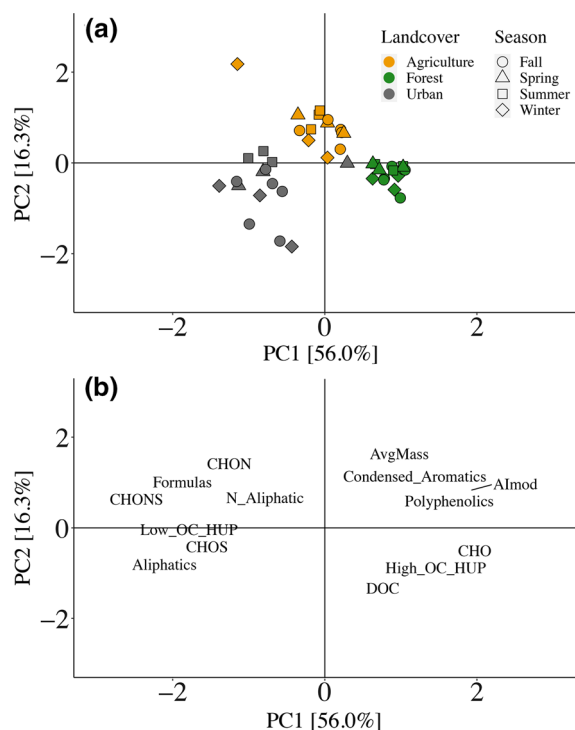 (a)
Landcover
Agriculture
Forest
Urban
Season
Fall
Spring
Summer
Winter
PC2 [16.3%]
2
0
−2
−2
0
2
PC1 [56.0%]
(b)
PC2 [16.3%]
2
0
−2
AvgMass
CHON
Condensed_Aromatics
Formulas
AImod
CHONS
N_Aliphatic
Polyphenolics
Low_OC_HUP
CHOS
CHO
Aliphatics
High_OC_HUP
DOC
−2
0
2
PC1 [56.0%]